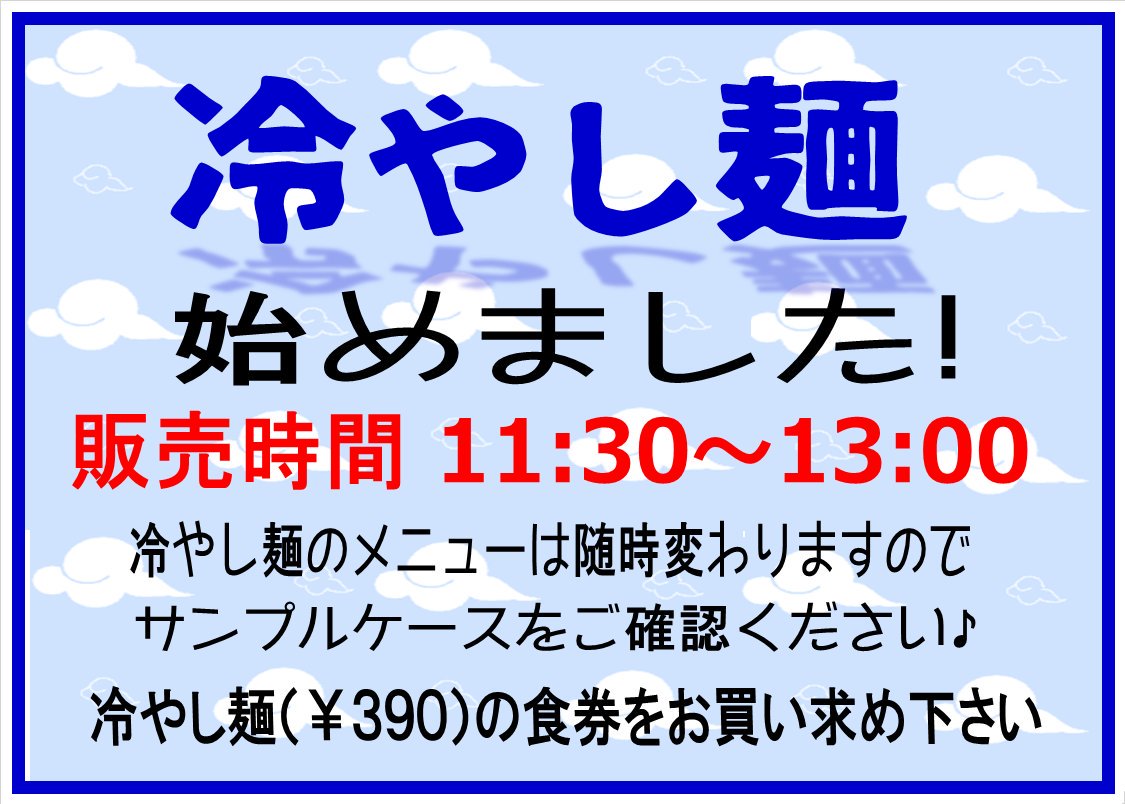 冷やし麺
始めました!
販売時間 11:30～13:00
冷やし麺のメニューは随時変わりますので
サンプルケースをご確認ください♪
冷やし麺(￥390)の食券をお買い求め下さい